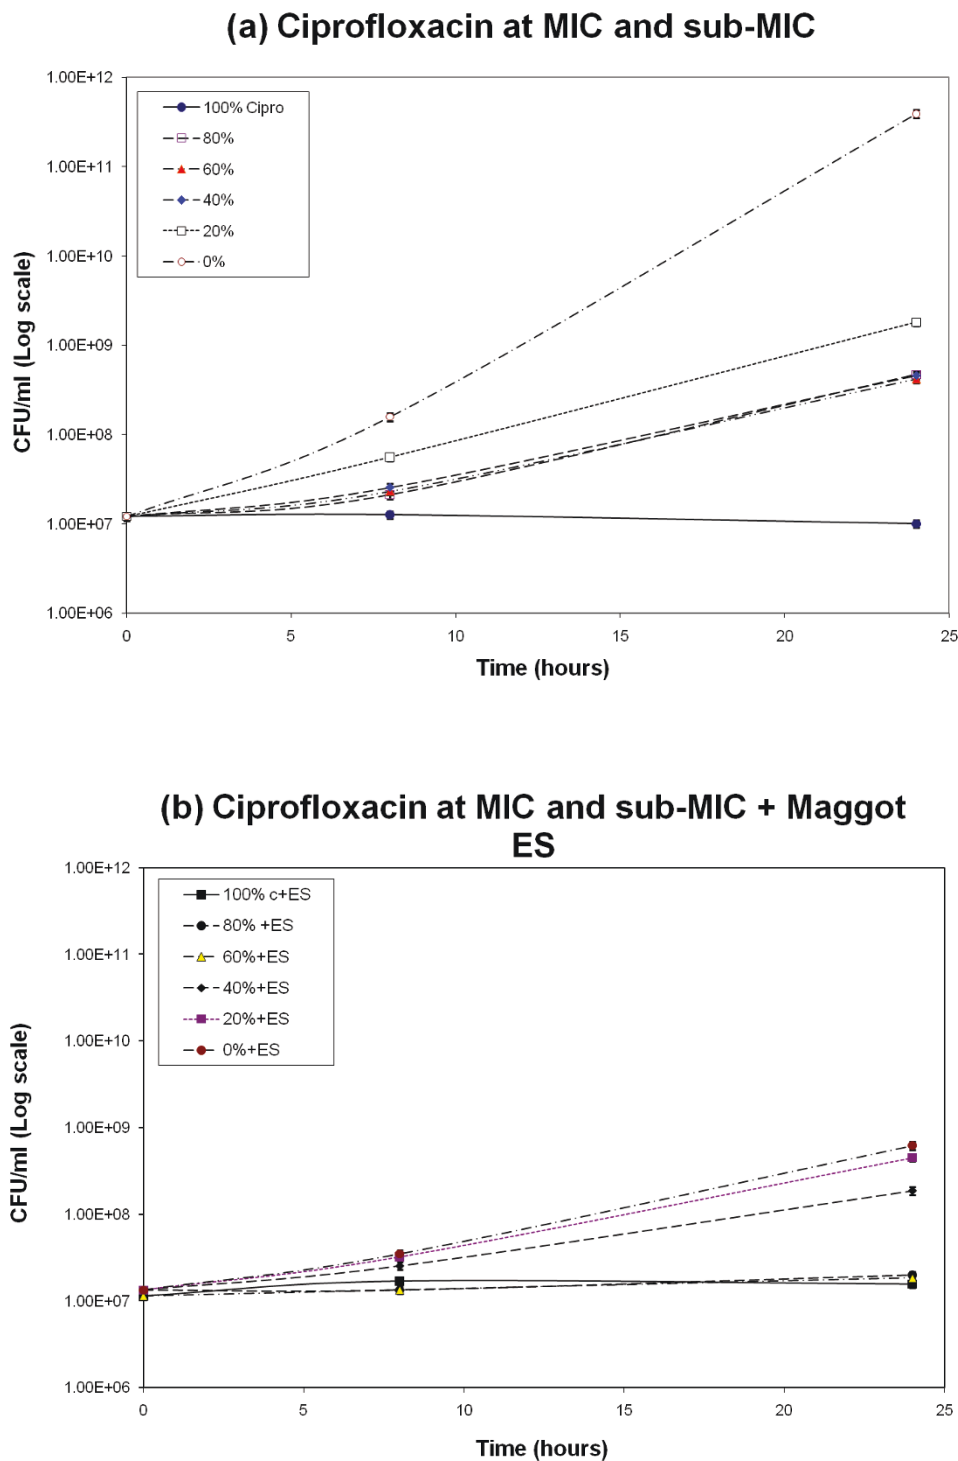 (a) Ciprofloxacin at MIC and sub-MIC
1.00E+12
1.00E+11
1.00E+10
1.00E+09
1.00E+08
1.00E+07
1.00E+06
CFU/ml (Log scale)
100% Cipro
80%
60%
40%
20%
0%
0 5 10 15 20 25
Time (hours)
(b) Ciprofloxacin at MIC and sub-MIC + Maggot
ES
1.00E+12
1.00E+11
1.00E+10
1.00E+09
1.00E+08
1.00E+07
1.00E+06
CFU/ml (Log scale)
100% c+ES
80% +ES
60%+ES
40%+ES
20%+ES
0%+ES
0 5 10 15 20 25
Time (hours)